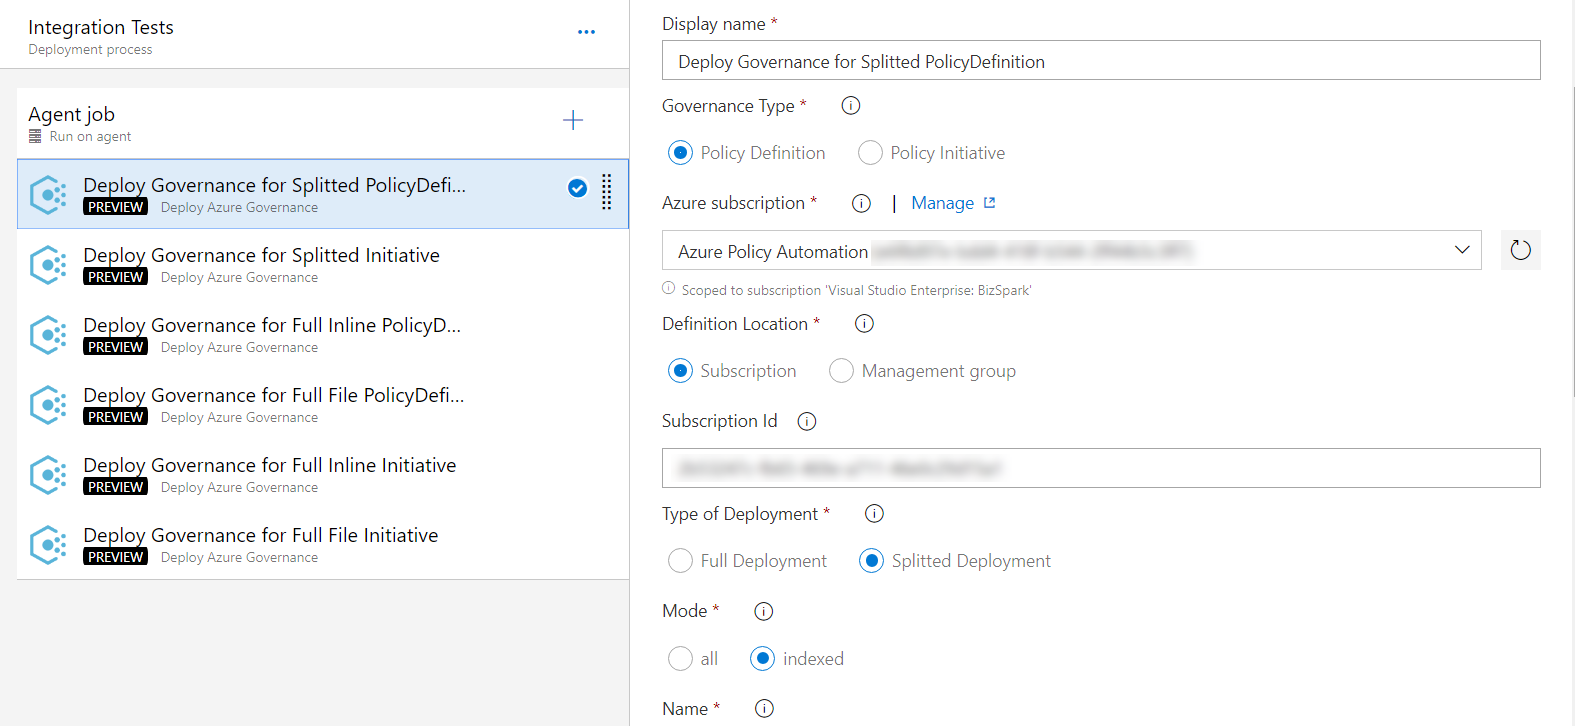 Integration Tests
Deployment process
Agent job
Run on agent
Deploy Governance for Splitted PolicyDefi...
PREVIEW Deploy Azure Governance
Deploy Governance for Splitted Initiative
PREVIEW Deploy Azure Governance
Deploy Governance for Full Inline PolicyD...
PREVIEW Deploy Azure Governance
Deploy Governance for Full File PolicyDefi...
PREVIEW Deploy Azure Governance
Deploy Governance for Full Inline Initiative
PREVIEW Deploy Azure Governance
Deploy Governance for Full File Initiative
PREVIEW Deploy Azure Governance
Display name *
Deploy Governance for Splitted PolicyDefinition
Governance Type *
Policy Definition Policy Initiative
Azure subscription * | Manage
Azure Policy Automation
Scoped to subscription 'Visual Studio Enterprise: BizSpark'
Definition Location *
Subscription Management group
Subscription Id
Type of Deployment *
Full Deployment Splitted Deployment
Mode *
all indexed
Name *